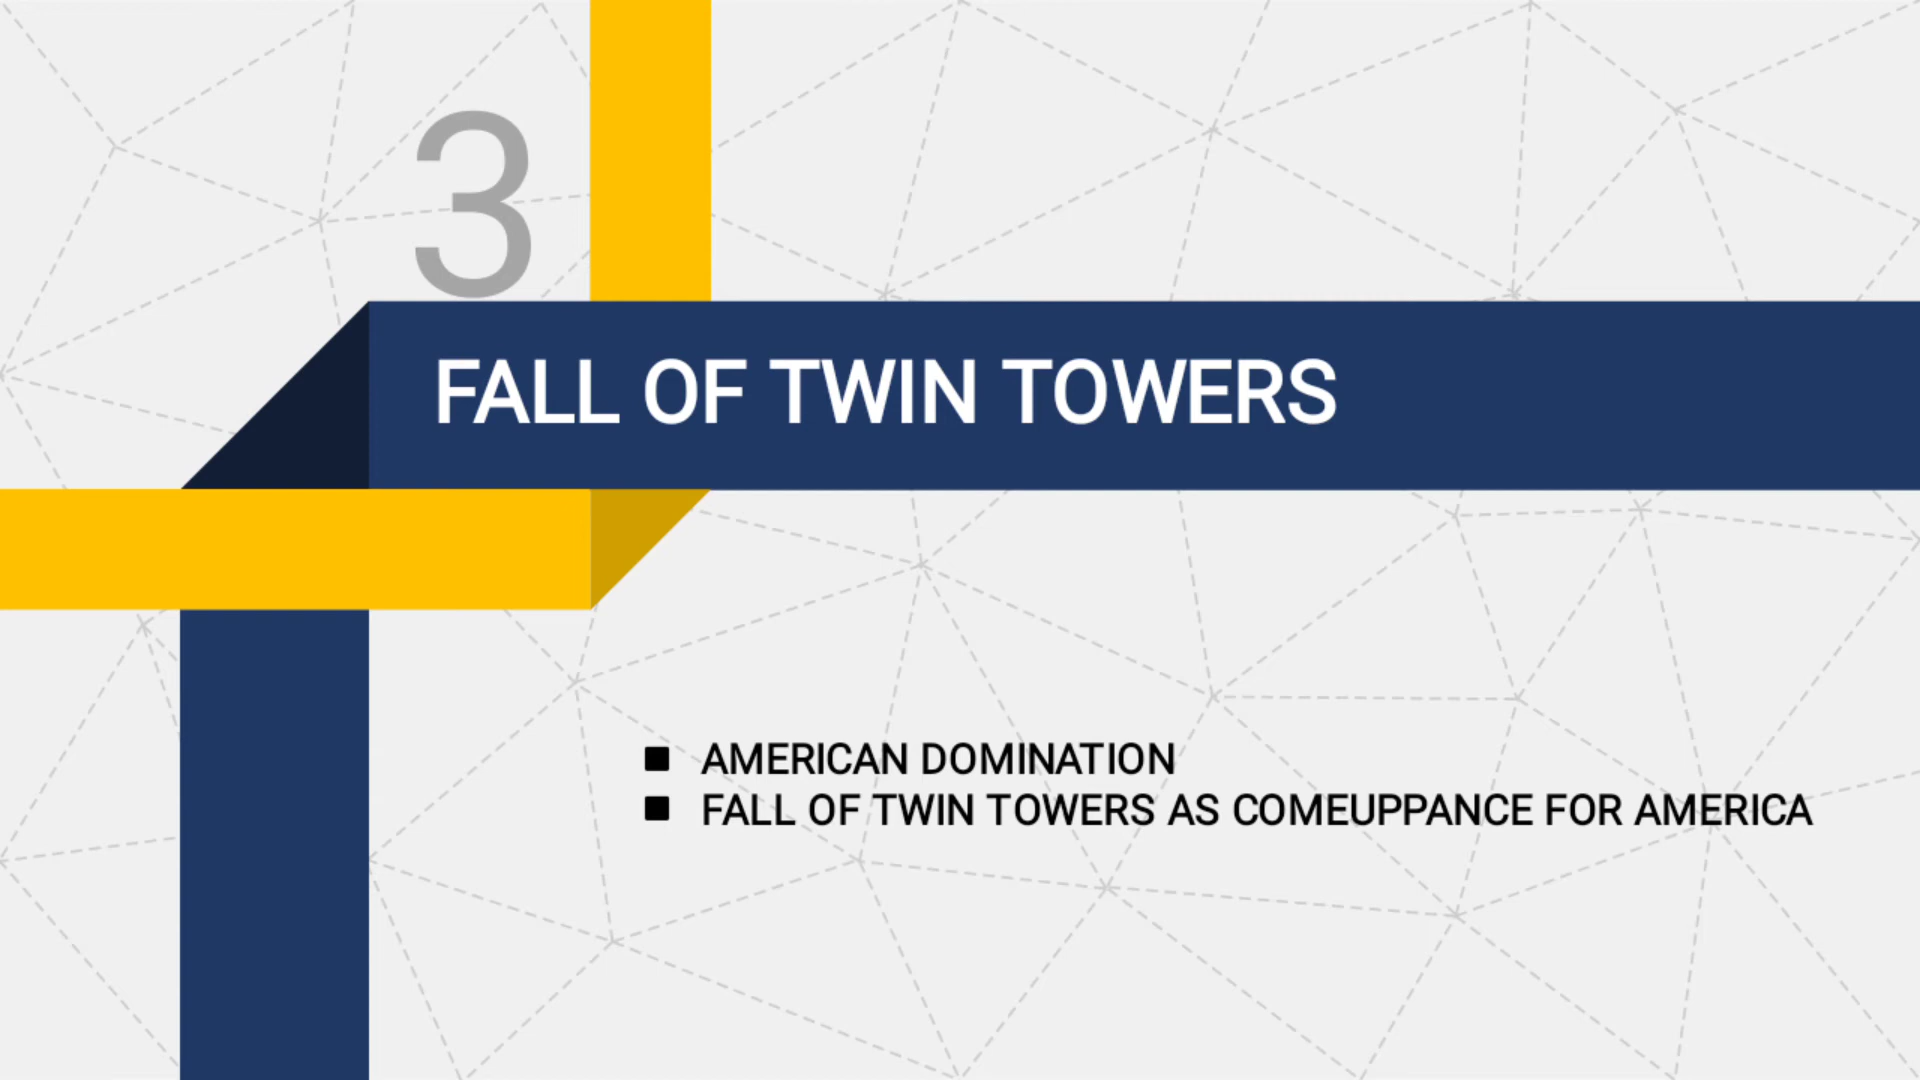 3
FALL OF TWIN TOWERS
■ AMERICAN DOMINATION
■ FALL OF TWIN TOWERS AS COMEUPPANCE FOR AMERICA